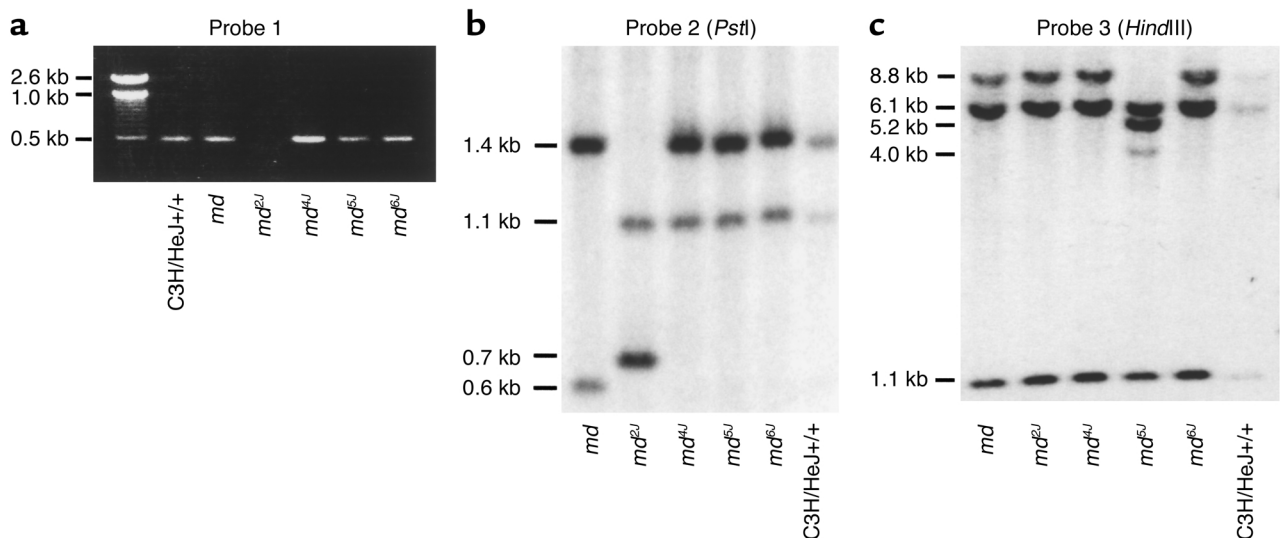 a
Probe 1
2.6 kb
1.0 kb
0.5 kb
C3H/HeJ+/+
md
md2J
md4J
md5J
md6J
b
Probe 2 (PstI)
1.4 kb
1.1 kb
0.7 kb
0.6 kb
md
md2J
md4J
md5J
md6J
C3H/HeJ+/+
c
Probe 3 (HindIII)
8.8 kb
6.1 kb
5.2 kb
4.0 kb
1.1 kb
md
md2J
md4J
md5J
md6J
C3H/HeJ+/+